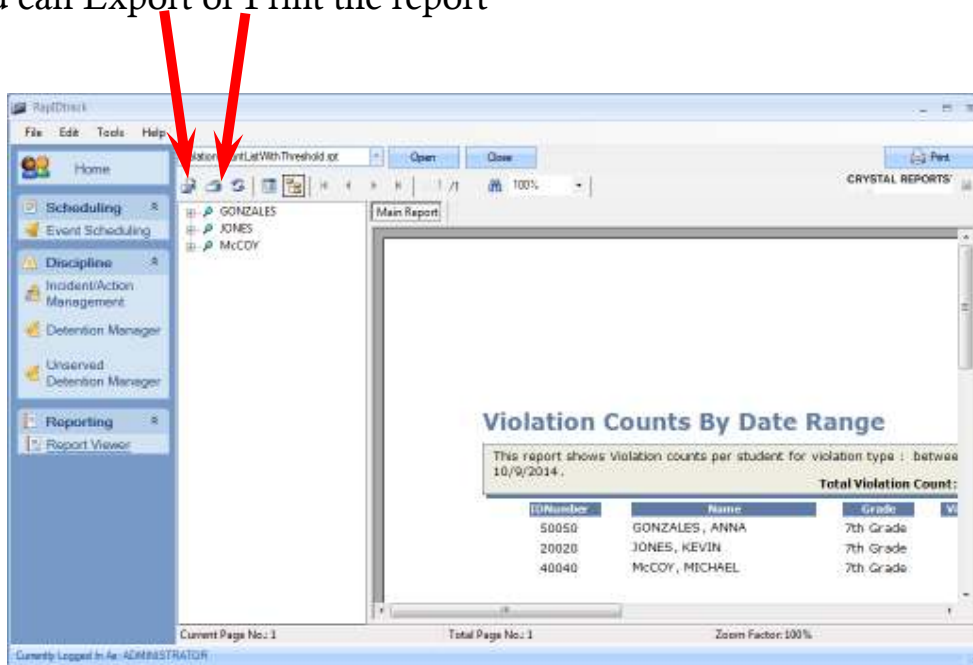 can Export or Print the report
RapIDtrack
File Edit Tools Help
Home
Scheduling
Event Scheduling
Discipline
Incident/Action
Management
Detention Manager
Unserved
Detention Manager
Reporting
Report Viewer
ListWithThreshold.rpt
Open
Close
Print
1 /1
100%
CRYSTAL REPORTS
GONZALES
JONES
McCOY
Main Report
Violation Counts By Date Range
This report shows Violation counts per student for violation type : betwee
10/9/2014.
Total Violation Count:
IDNumber Name Grade
50050 GONZALES, ANNA 7th Grade
20020 JONES, KEVIN 7th Grade
40040 McCOY, MICHAEL 7th Grade
Current Page No.: 1 Total Page No.: 1 Zoom Factor: 100%
Currently Logged In As: ADMINISTRATOR